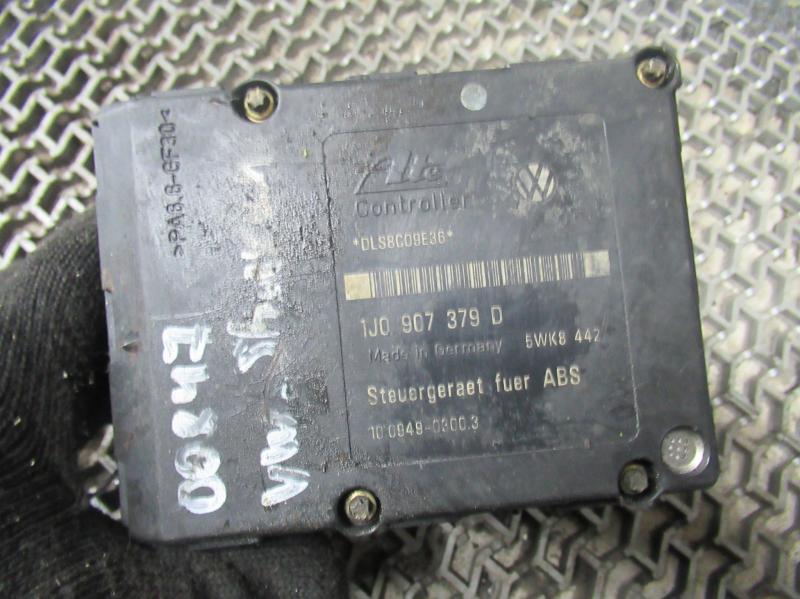 >PA6.6-GF30<
Ate
Controller
*DLS8C09E36*
1J0 907 379 D
Made in Germany 5WK8 442
Steuergeraet fuer ABS
10.0949-0300.3
VW-Sharan